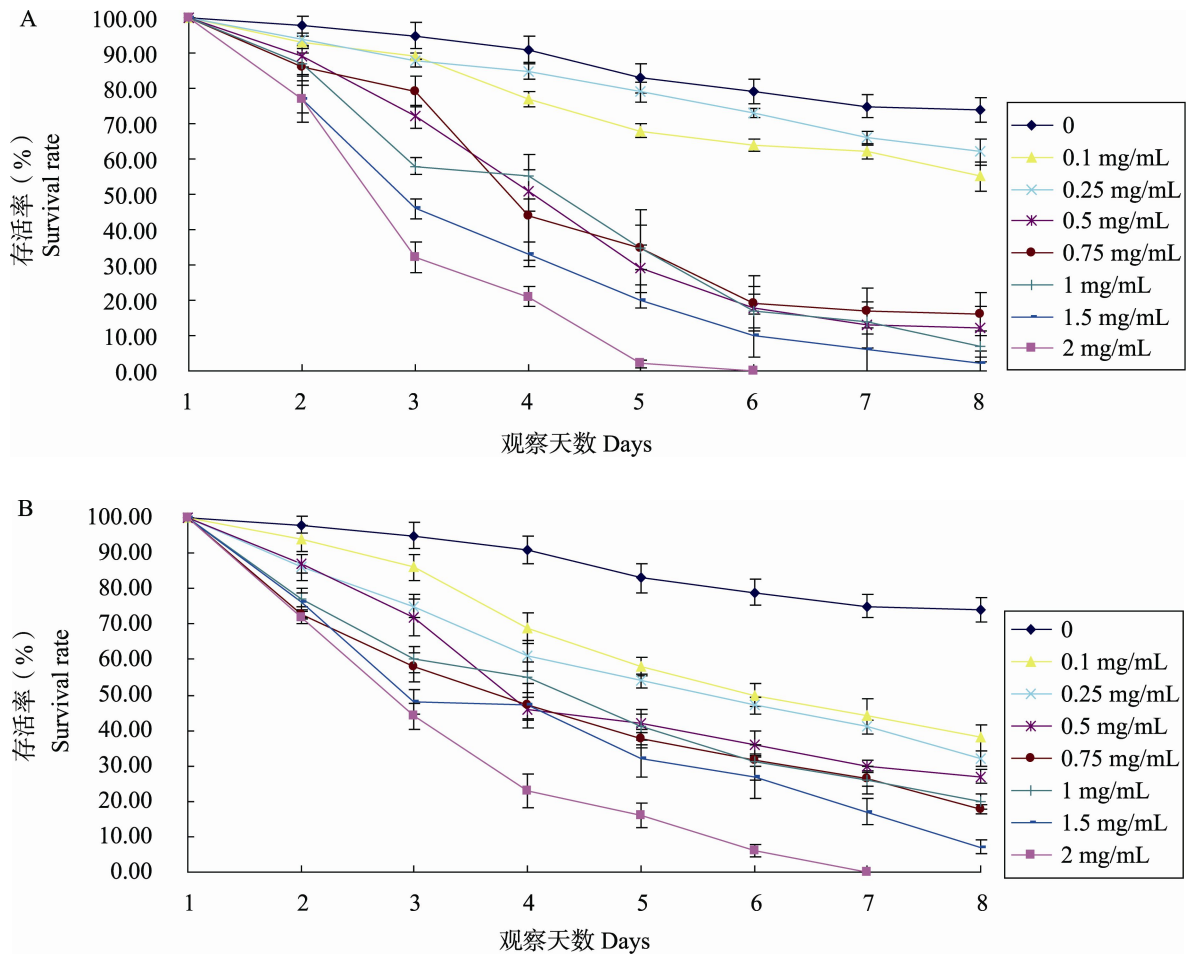 A
100.00
90.00
80.00
70.00
60.00
50.00
40.00
30.00
20.00
10.00
0.00
存活率（%）
Survival rate
1 2 3 4 5 6 7 8
观察天数 Days
0
0.1 mg/mL
0.25 mg/mL
0.5 mg/mL
0.75 mg/mL
1 mg/mL
1.5 mg/mL
2 mg/mL
B
100.00
90.00
80.00
70.00
60.00
50.00
40.00
30.00
20.00
10.00
0.00
存活率（%）
Survival rate
1 2 3 4 5 6 7 8
观察天数 Days
0
0.1 mg/mL
0.25 mg/mL
0.5 mg/mL
0.75 mg/mL
1 mg/mL
1.5 mg/mL
2 mg/mL